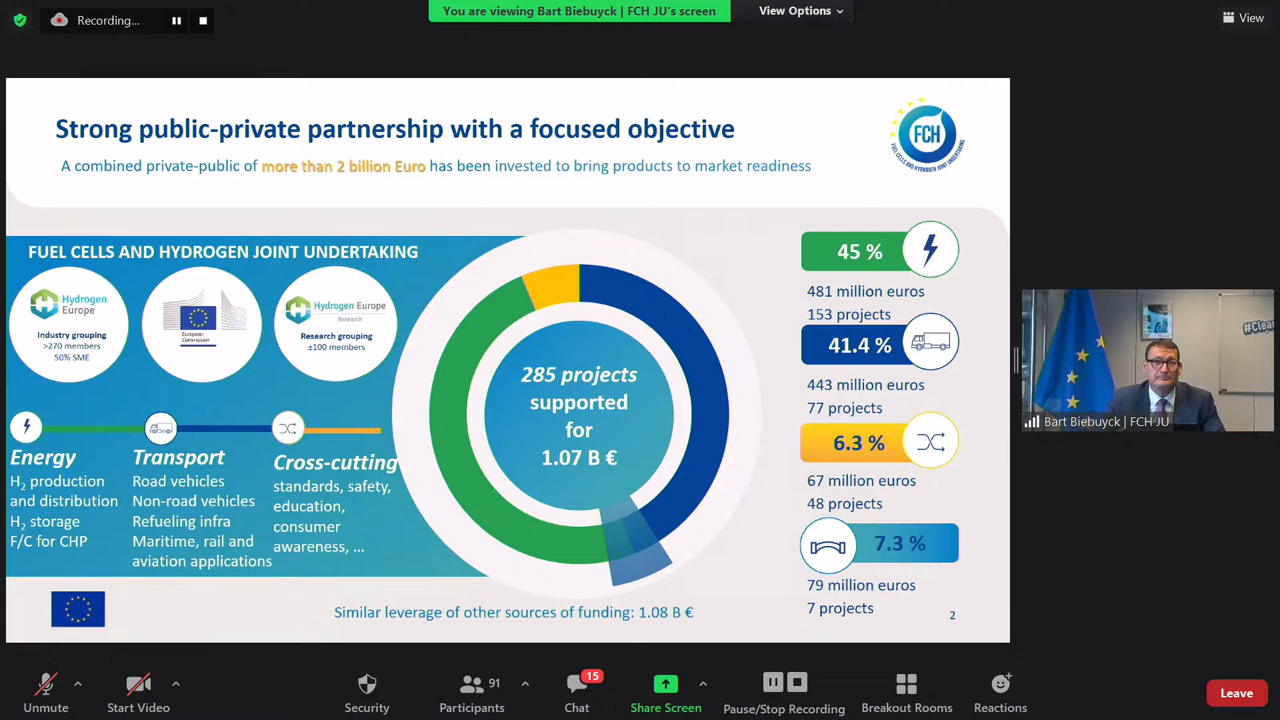 Recording...
You are viewing Bart Biebuyck | FCH JU's screen
View Options
View
Strong public-private partnership with a focused objective
A combined private-public of more than 2 billion Euro has been invested to bring products to market readiness
FCH
FUEL CELLS AND HYDROGEN JOINT UNDERTAKING
FUEL CELLS AND HYDROGEN JOINT UNDERTAKING
Hydrogen
Europe
Industry grouping
>270 members
50% SME
European
Commission
Hydrogen Europe
Research
Research grouping
±100 members
Energy
H₂ production
and distribution
H₂ storage
F/C for CHP
Transport
Road vehicles
Non-road vehicles
Refueling infra
Maritime, rail and
aviation applications
Cross-cutting
standards, safety,
education,
consumer
awareness, ...
285 projects
supported
for
1.07 B €
45 %
481 million euros
153 projects
41.4 %
443 million euros
77 projects
6.3 %
67 million euros
48 projects
7.3 %
79 million euros
7 projects
Similar leverage of other sources of funding: 1.08 B €
2
#Clea
Bart Biebuyck | FCH JU
Unmute
Start Video
Security
91
Participants
15
Chat
Share Screen
Pause/Stop Recording
Breakout Rooms
Reactions
Leave